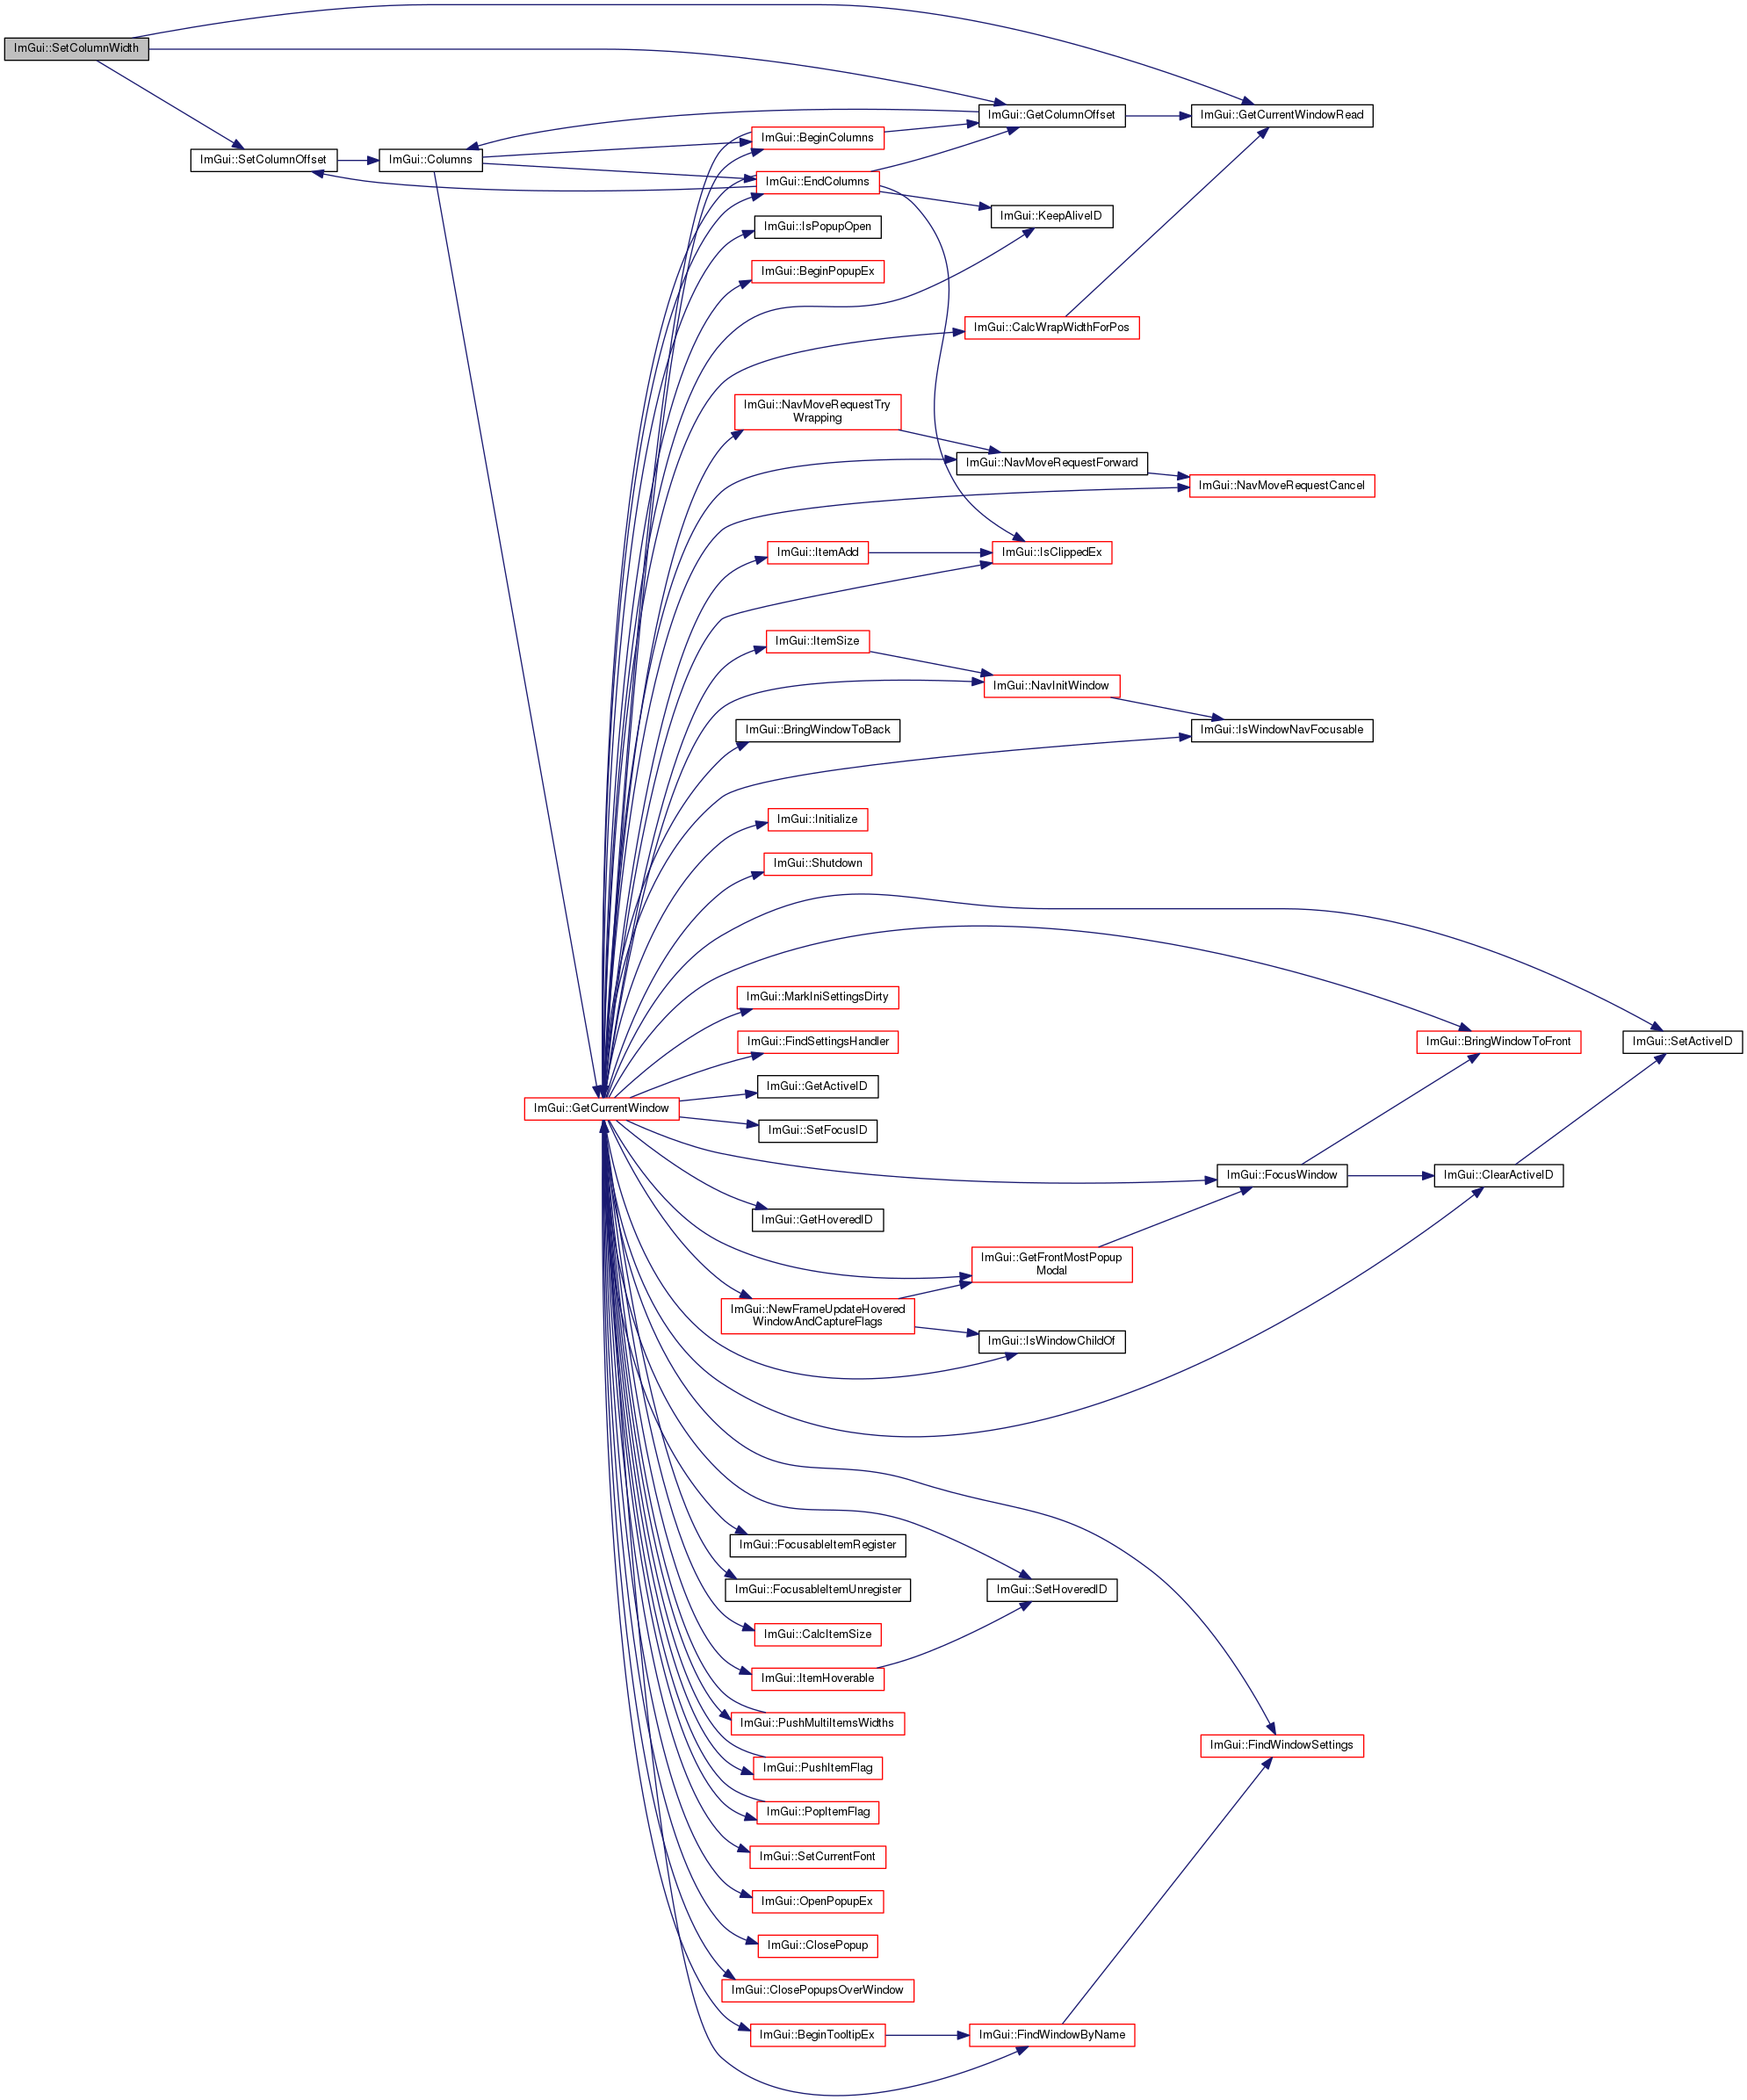 ImGui::SetColumnWidth
ImGui::GetColumnOffset
ImGui::GetCurrentWindowRead
ImGui::BeginColumns
ImGui::SetColumnOffset
ImGui::Columns
ImGui::EndColumns
ImGui::KeepAliveID
ImGui::IsPopupOpen
ImGui::BeginPopupEx
ImGui::CalcWrapWidthForPos
ImGui::NavMoveRequestTry
Wrapping
ImGui::NavMoveRequestForward
ImGui::NavMoveRequestCancel
ImGui::ItemAdd
ImGui::IsClippedEx
ImGui::ItemSize
ImGui::NavInitWindow
ImGui::BringWindowToBack
ImGui::IsWindowNavFocusable
ImGui::Initialize
ImGui::Shutdown
ImGui::MarkIniSettingsDirty
ImGui::FindSettingsHandler
ImGui::BringWindowToFront
ImGui::SetActiveID
ImGui::GetActiveID
ImGui::GetCurrentWindow
ImGui::SetFocusID
ImGui::FocusWindow
ImGui::ClearActiveID
ImGui::GetHoveredID
ImGui::GetFrontMostPopup
Modal
ImGui::NewFrameUpdateHovered
WindowAndCaptureFlags
ImGui::IsWindowChildOf
ImGui::FocusableItemRegister
ImGui::FocusableItemUnregister
ImGui::SetHoveredID
ImGui::CalcItemSize
ImGui::ItemHoverable
ImGui::PushMultiItemsWidths
ImGui::FindWindowSettings
ImGui::PushItemFlag
ImGui::PopItemFlag
ImGui::SetCurrentFont
ImGui::OpenPopupEx
ImGui::ClosePopup
ImGui::ClosePopupsOverWindow
ImGui::BeginTooltipEx
ImGui::FindWindowByName